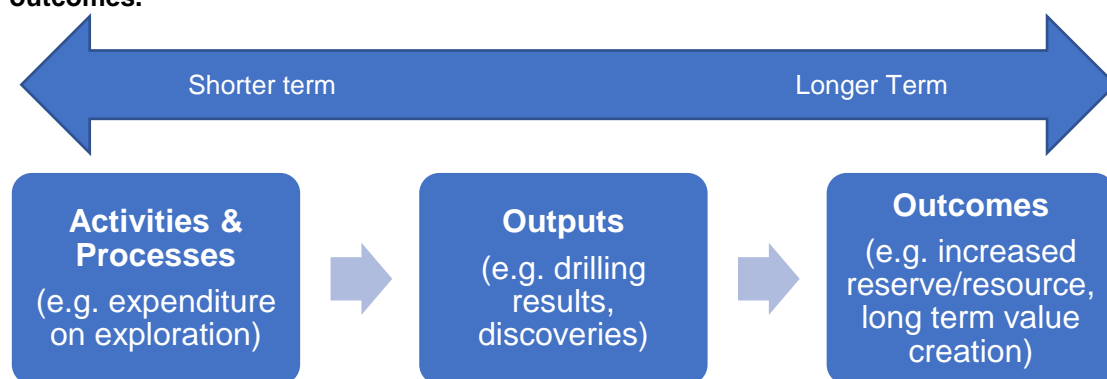 outcomes.
Shorter term
Longer Term
Activities &
Processes
(e.g. expenditure
on exploration)
Outputs
(e.g. drilling
results,
discoveries)
Outcomes
(e.g. increased
reserve/resource,
long term value
creation)